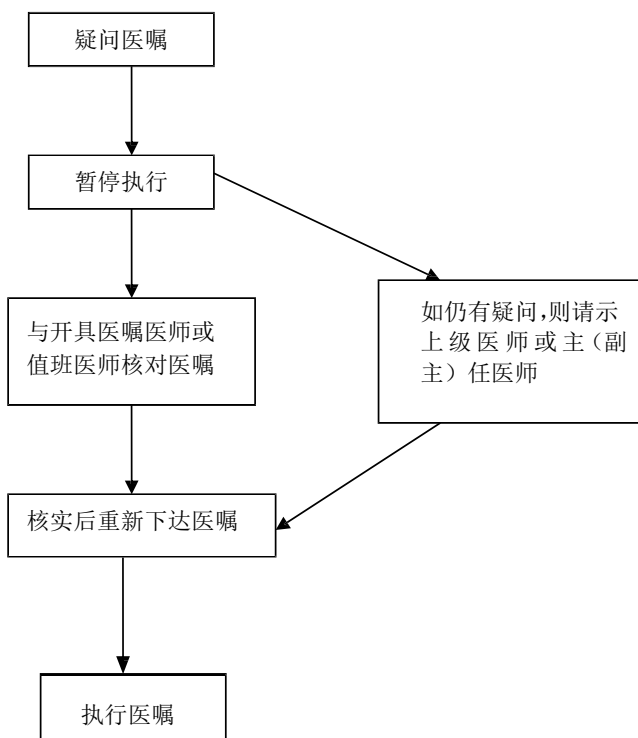 疑问医嘱
暂停执行
与开具医嘱医师或
值班医师核对医嘱
如仍有疑问,则请示
上级医师或主（副
主）任医师
核实后重新下达医嘱
执行医嘱